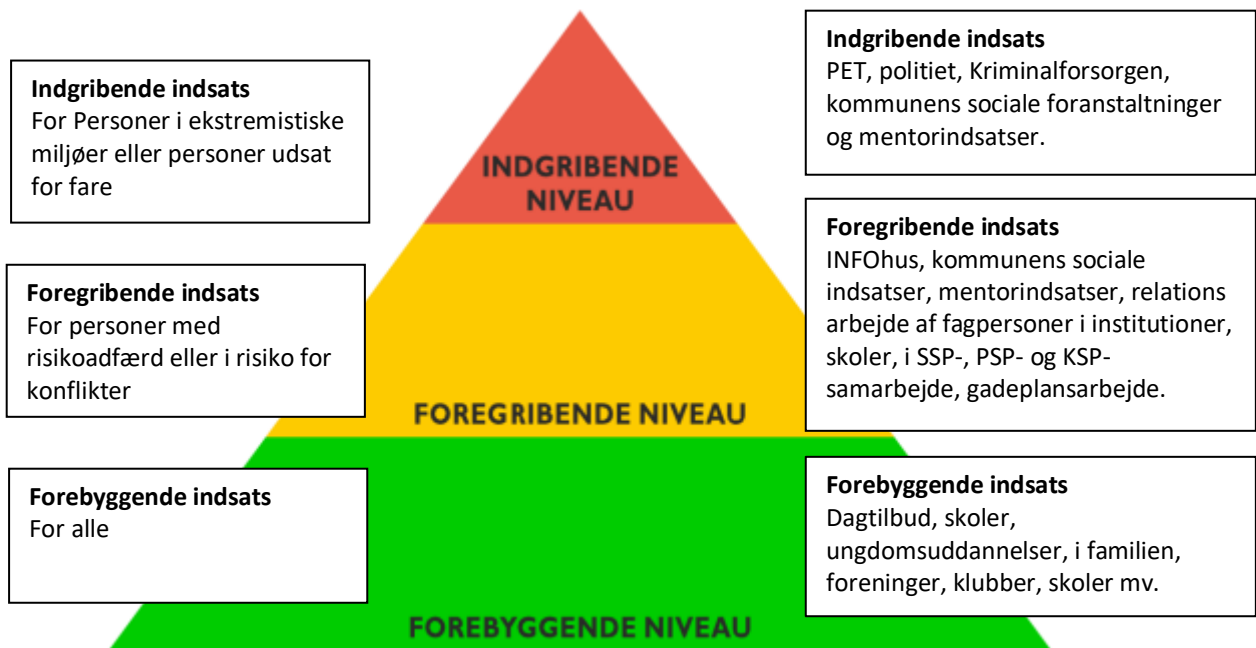 Indgribende indsats
For Personer i ekstremistiske
miljøer eller personer udsat
for fare
Indgribende indsats
PET, politiet, Kriminalforsorgen,
kommunens sociale foranstaltninger
og mentorindsatser.
INDGRIBENDE
NIVEAU
Foregribende indsats
For personer med
risikoadfærd eller i risiko for
konflikter
Foregribende indsats
INFOhus, kommunens sociale
indsatser, mentorindsatser, relations
arbejde af fagpersoner i institutioner,
skoler, i SSP-, PSP- og KSP-
samarbejde, gadeplansarbejde.
FOREGRIBENDE NIVEAU
Forebyggende indsats
For alle
Forebyggende indsats
Dagtilbud, skoler,
ungdomsuddannelser, i familien,
foreninger, klubber, skoler mv.
FOREBYGGENDE NIVEAU